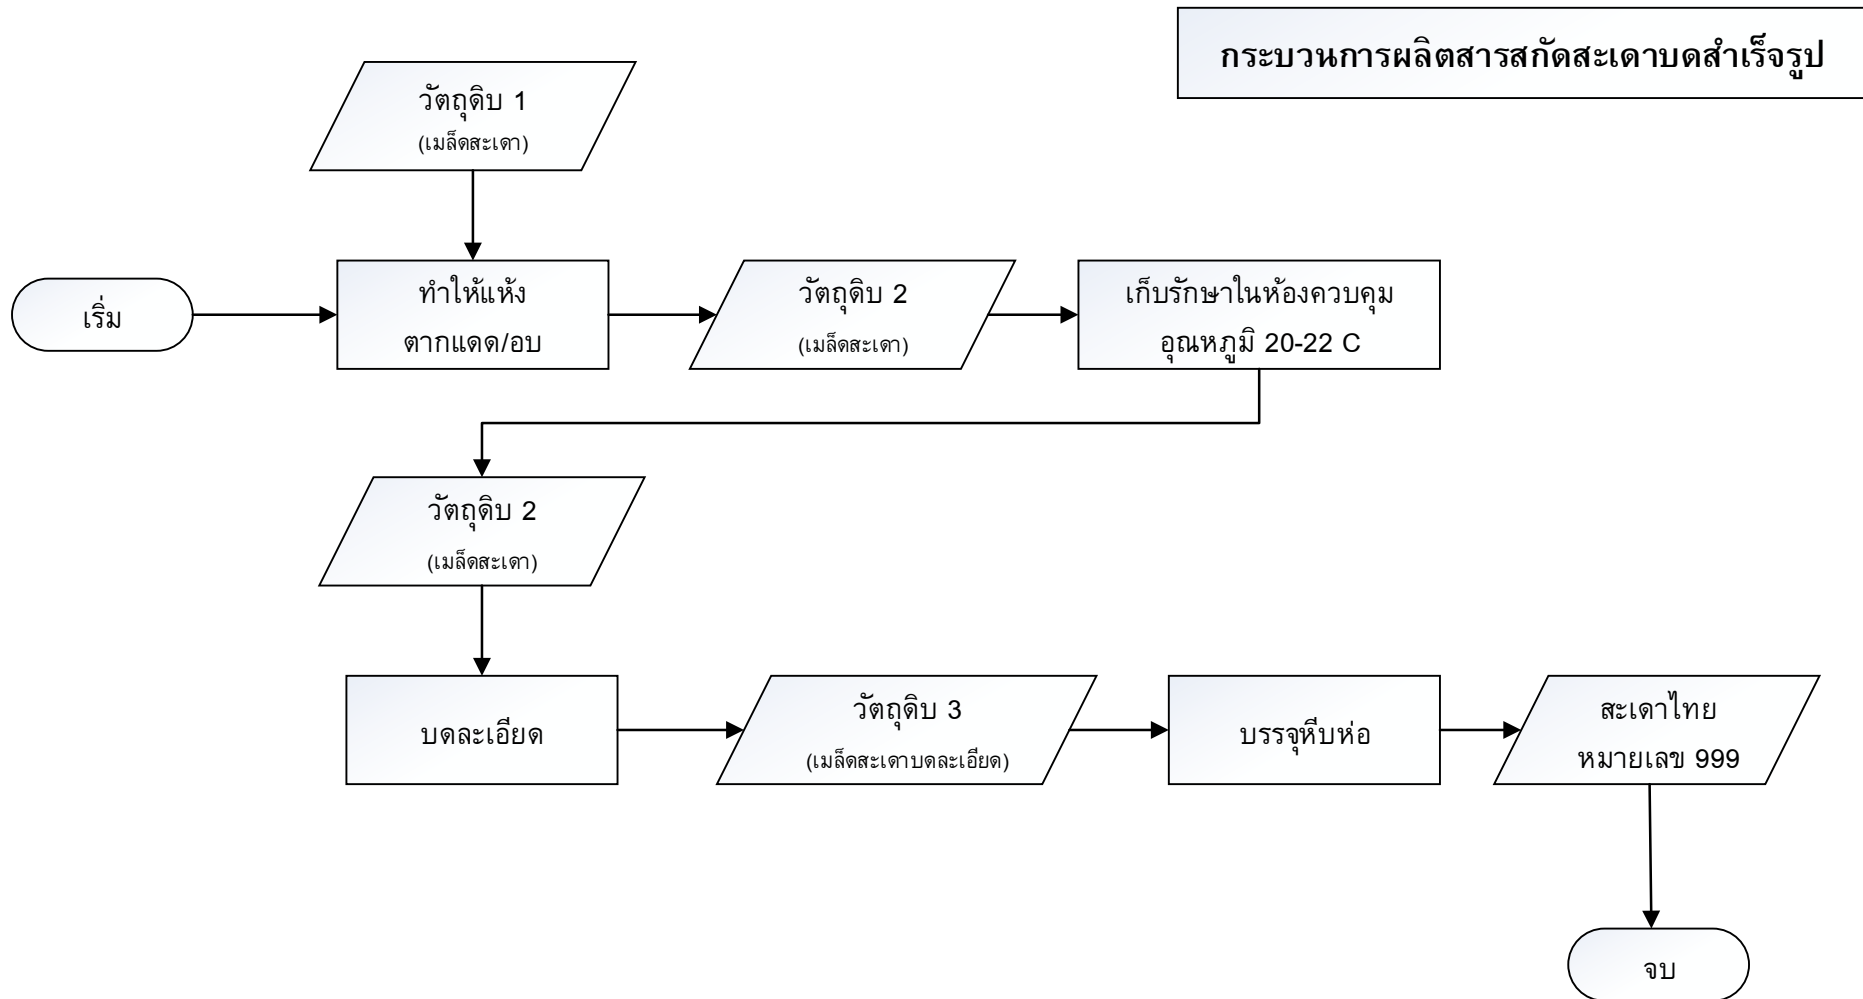 กระบวนการผลิตสารสกัดสะเดาบดสำเร็จรูป
วัตถุดิบ 1
(เมล็ดสะเดา)
เริ่ม
ทำให้แห้ง
ตากแดด/อบ
วัตถุดิบ 2
(เมล็ดสะเดา)
เก็บรักษาในห้องควบคุม
อุณหภูมิ 20-22 C
วัตถุดิบ 2
(เมล็ดสะเดา)
บดละเอียด
วัตถุดิบ 3
(เมล็ดสะเดาบดละเอียด)
บรรจุหีบห่อ
สะเดาไทย
หมายเลข 999
จบ